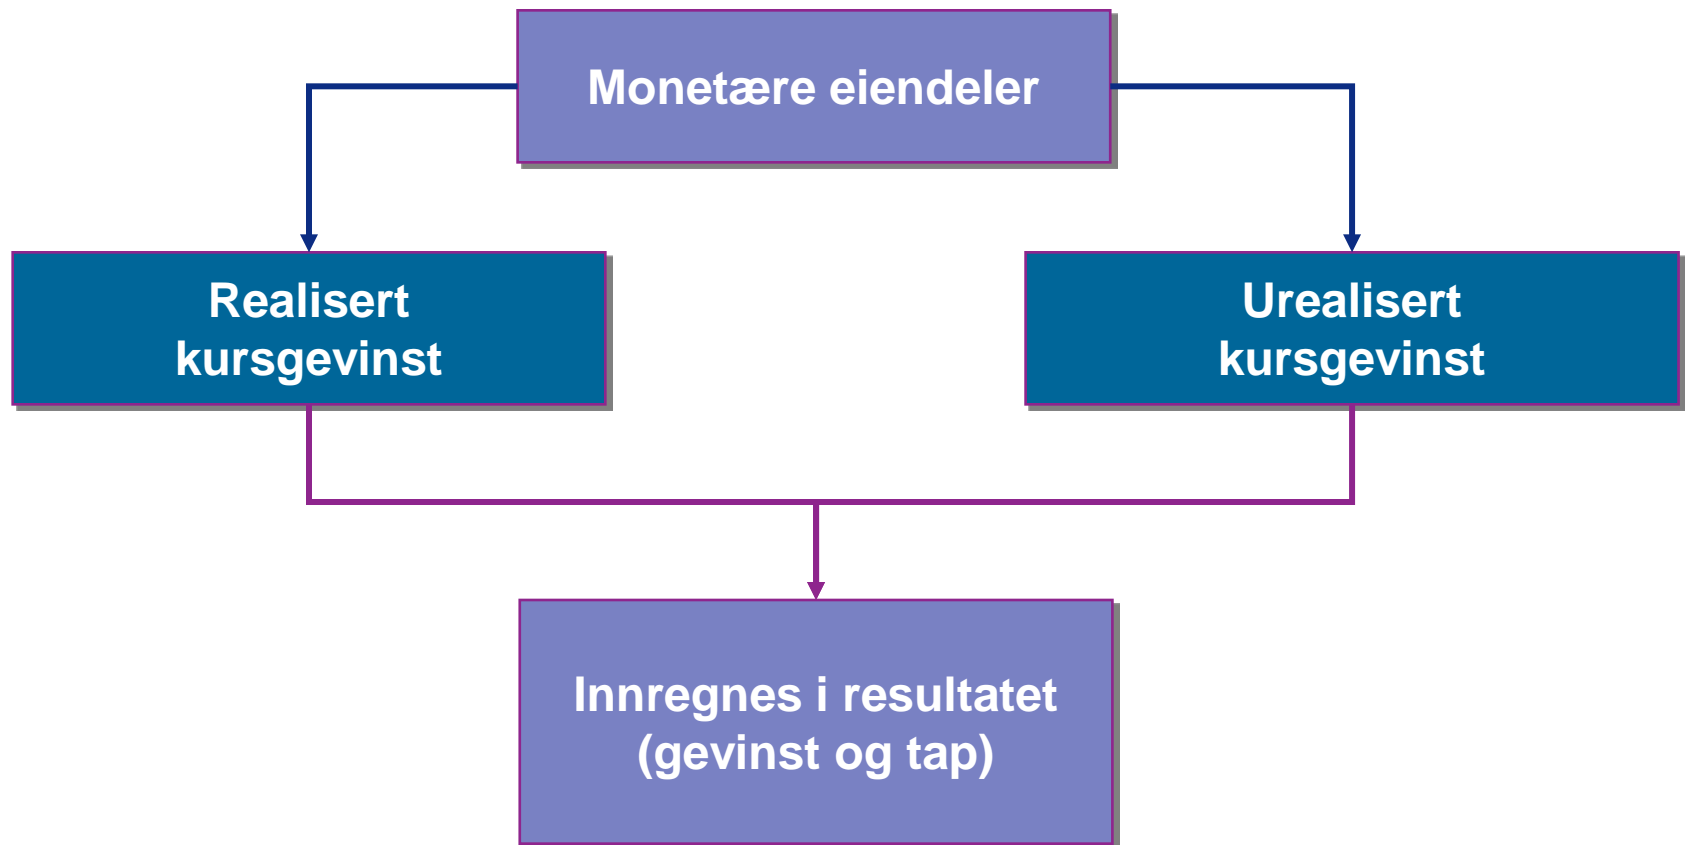 Monetære eiendeler
Realisert
kursgevinst
Urealisert
kursgevinst
Innregnes i resultatet
(gevinst og tap)